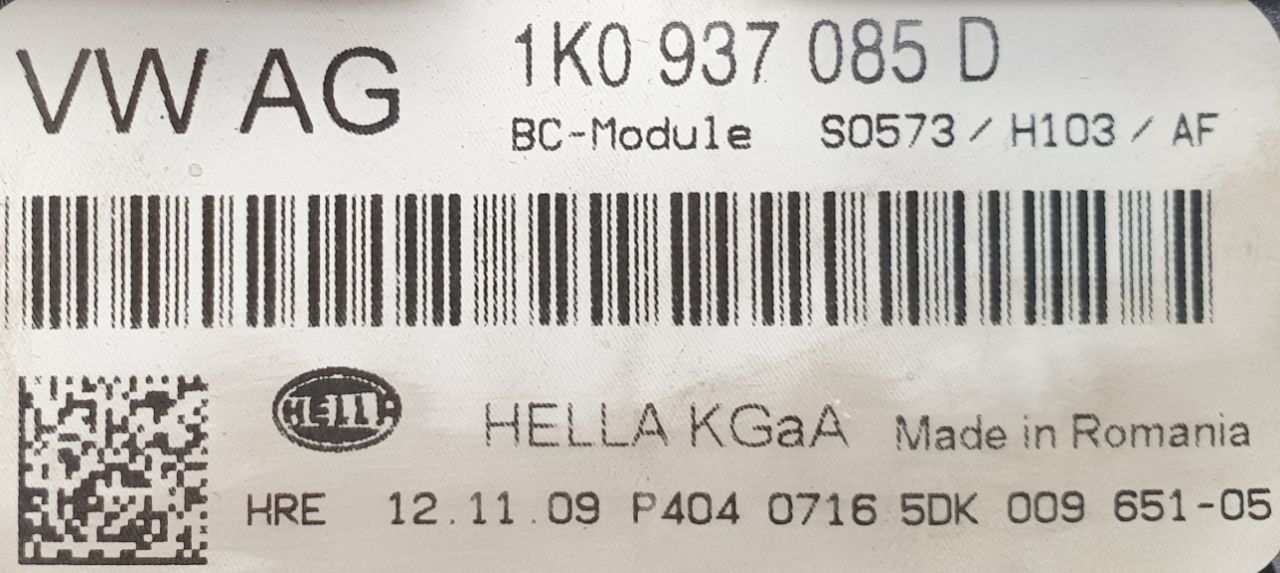 VW AG
1K0 937 085 D
BC-Module S0573 / H103 / AF
HELLA
HELLA KGaA Made in Romania
HRE 12.11.09 P404 0716 5DK 009 651-05